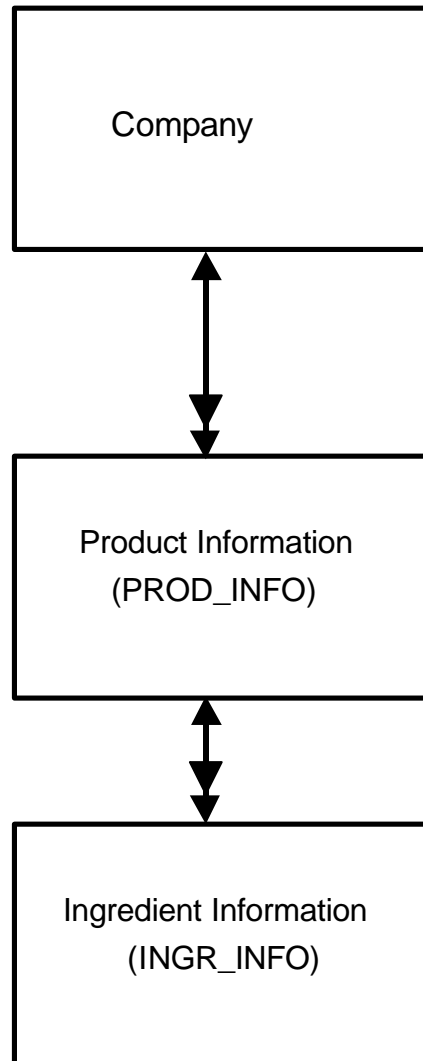 Company
Product Information
(PROD_INFO)
Ingredient Information
(INGR_INFO)